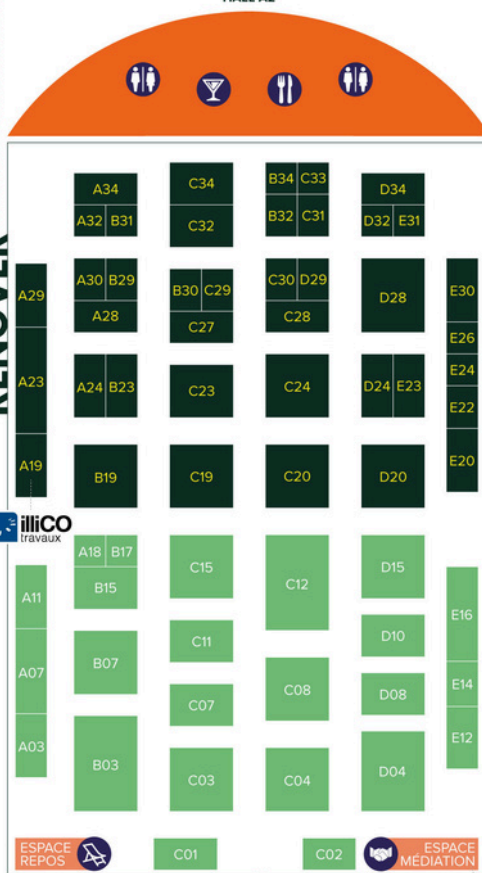 A34
C34
B34 C33
D34
A32 B31
C32
B32 C31
D32 E31
A29
A30 B29
B30 C29
C30 D29
D28
E30
A28
C27
C28
E26
A23
A24 B23
C23
C24
D24 E23
E24
E22
A19
B19
C19
C20
D20
E20
illiCO
travaux
A18 B17
C15
C12
D15
A11
B15
E16
C11
D10
A07
B07
C07
C08
D08
E14
A03
B03
C03
C04
D04
E12
ESPACE
REPOS
C01
C02
ESPACE
MÉDIATION